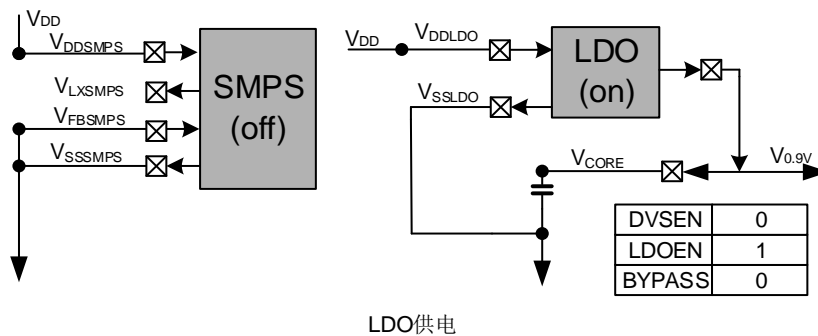 VDD
VDDSMPS
VLXSMPS
VFBSMPS
VSSSMPS
SMPS
(off)
VDD
VDDLDO
LDO
(on)
VSSLDO
VCORE
V0.9V
DVSEN 0
LDOEN 1
BYPASS 0
LDO供电